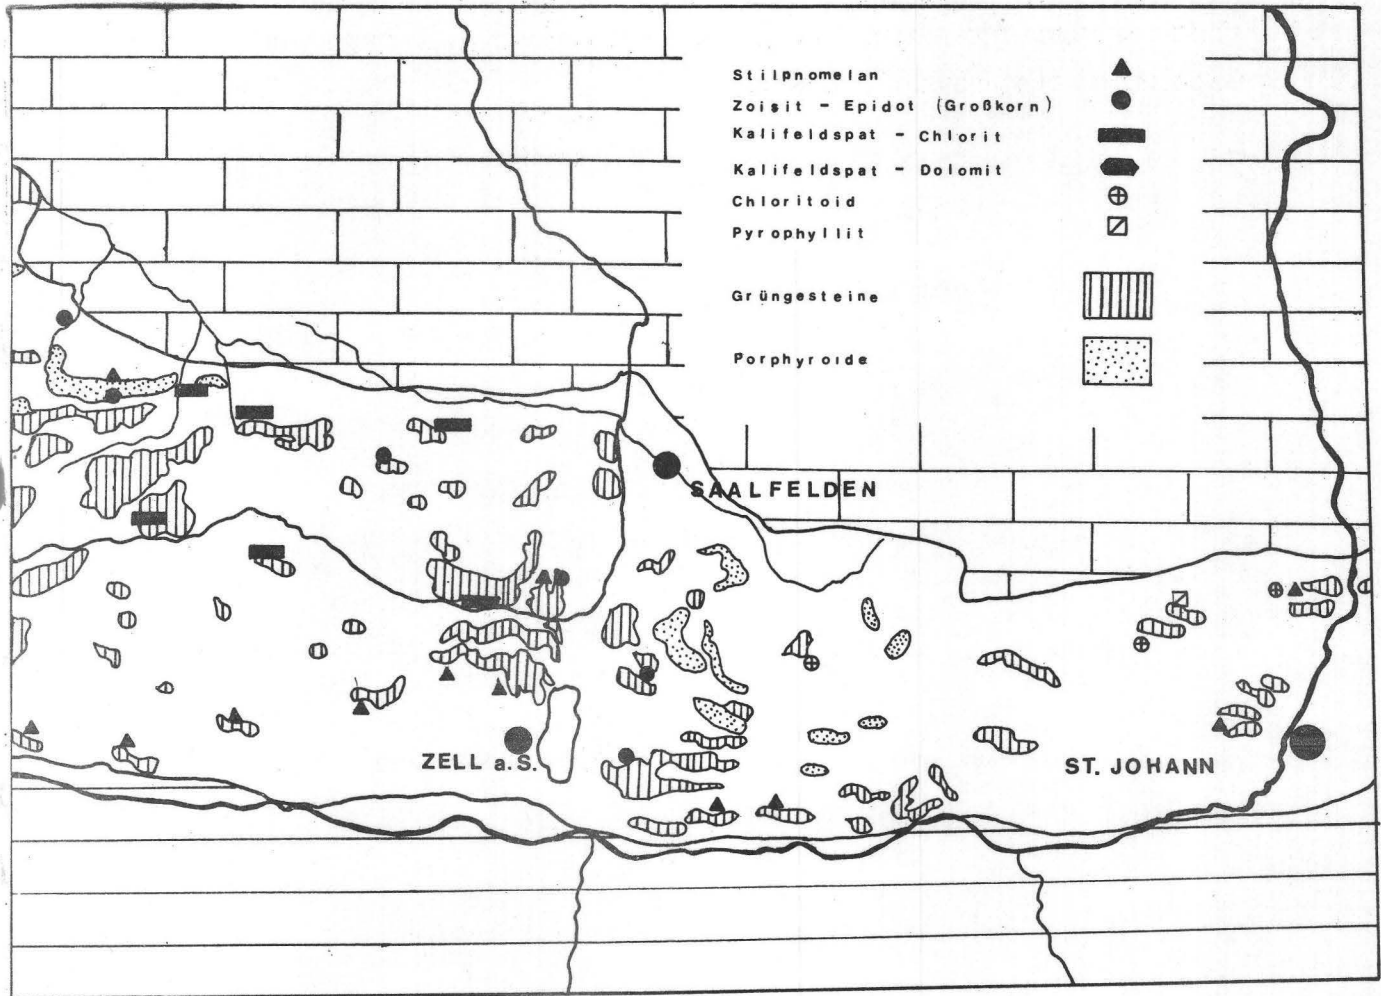 Stilpnomelan
Zoisit - Epidot (Großkorn)
Kalifeldspat - Chlorit
Kalifeldspat - Dolomit
Chloritoid
Pyrophyllit
Grüngesteine
Porphyroide
SAALFELDEN
ZELL a.S.
ST. JOHANN